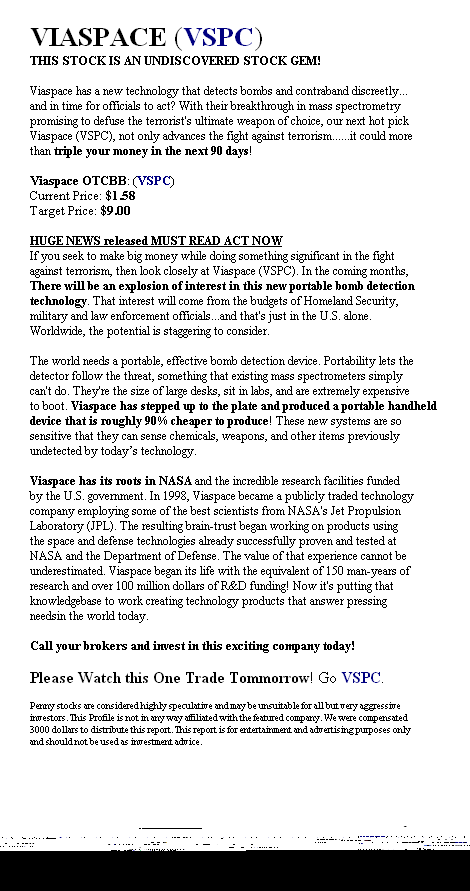 VIASPACE (VSPC)
THIS STOCK IS AN UNDISCOVERED STOCK GEM!
Viaspace has a new technology that detects bombs and contraband discreetly...
and in time for officials to act? With their breakthrough in mass spectrometry
promising to defuse the terrorist's ultimate weapon of choice, our next hot pick
Viaspace (VSPC), not only advances the fight against terrorism......it could more
than triple your money in the next 90 days!
Viaspace OTCBB: (VSPC)
Current Price: $1.58
Target Price: $9.00
HUGE NEWS released MUST READ ACT NOW
If you seek to make big money while doing something significant in the fight
against terrorism, then look closely at Viaspace (VSPC). In the coming months,
There will be an explosion of interest in this new portable bomb detection
technology. That interest will come from the budgets of Homeland Security,
military and law enforcement officials...and that's just in the U.S. alone.
Worldwide, the potential is staggering to consider.
The world needs a portable, effective bomb detection device. Portability lets the
detector follow the threat, something that existing mass spectrometers simply
can't do. They're the size of large desks, sit in labs, and are extremely expensive
to boot. Viaspace has stepped up to the plate and produced a portable handheld
device that is roughly 90% cheaper to produce! These new systems are so
sensitive that they can sense chemicals, weapons, and other items previously
undetected by today's technology.
Viaspace has its roots in NASA and the incredible research facilities funded
by the U.S. government. In 1998, Viaspace became a publicly traded technology
company employing some of the best scientists from NASA's Jet Propulsion
Laboratory (JPL). The resulting brain-trust began working on products using
the space and defense technologies already successfully proven and tested at
NASA and the Department of Defense. The value of that experience cannot be
underestimated. Viaspace began its life with the equivalent of 150 man-years of
research and over 100 million dollars of R&D funding! Now it's putting that
knowledgebase to work creating technology products that answer pressing
needsin the world today.
Call your brokers and invest in this exciting company today!
Please Watch this One Trade Tommorrow! Go VSPC.
Penny stocks are considered highly speculative and may be unsuitable for all but very aggressive
investors. This Profile is not in any way affiliated with the featured company. We were compensated
3000 dollars to distribute this report. This report is for entertainment and advertising purposes only
and should not be used as investment advice.